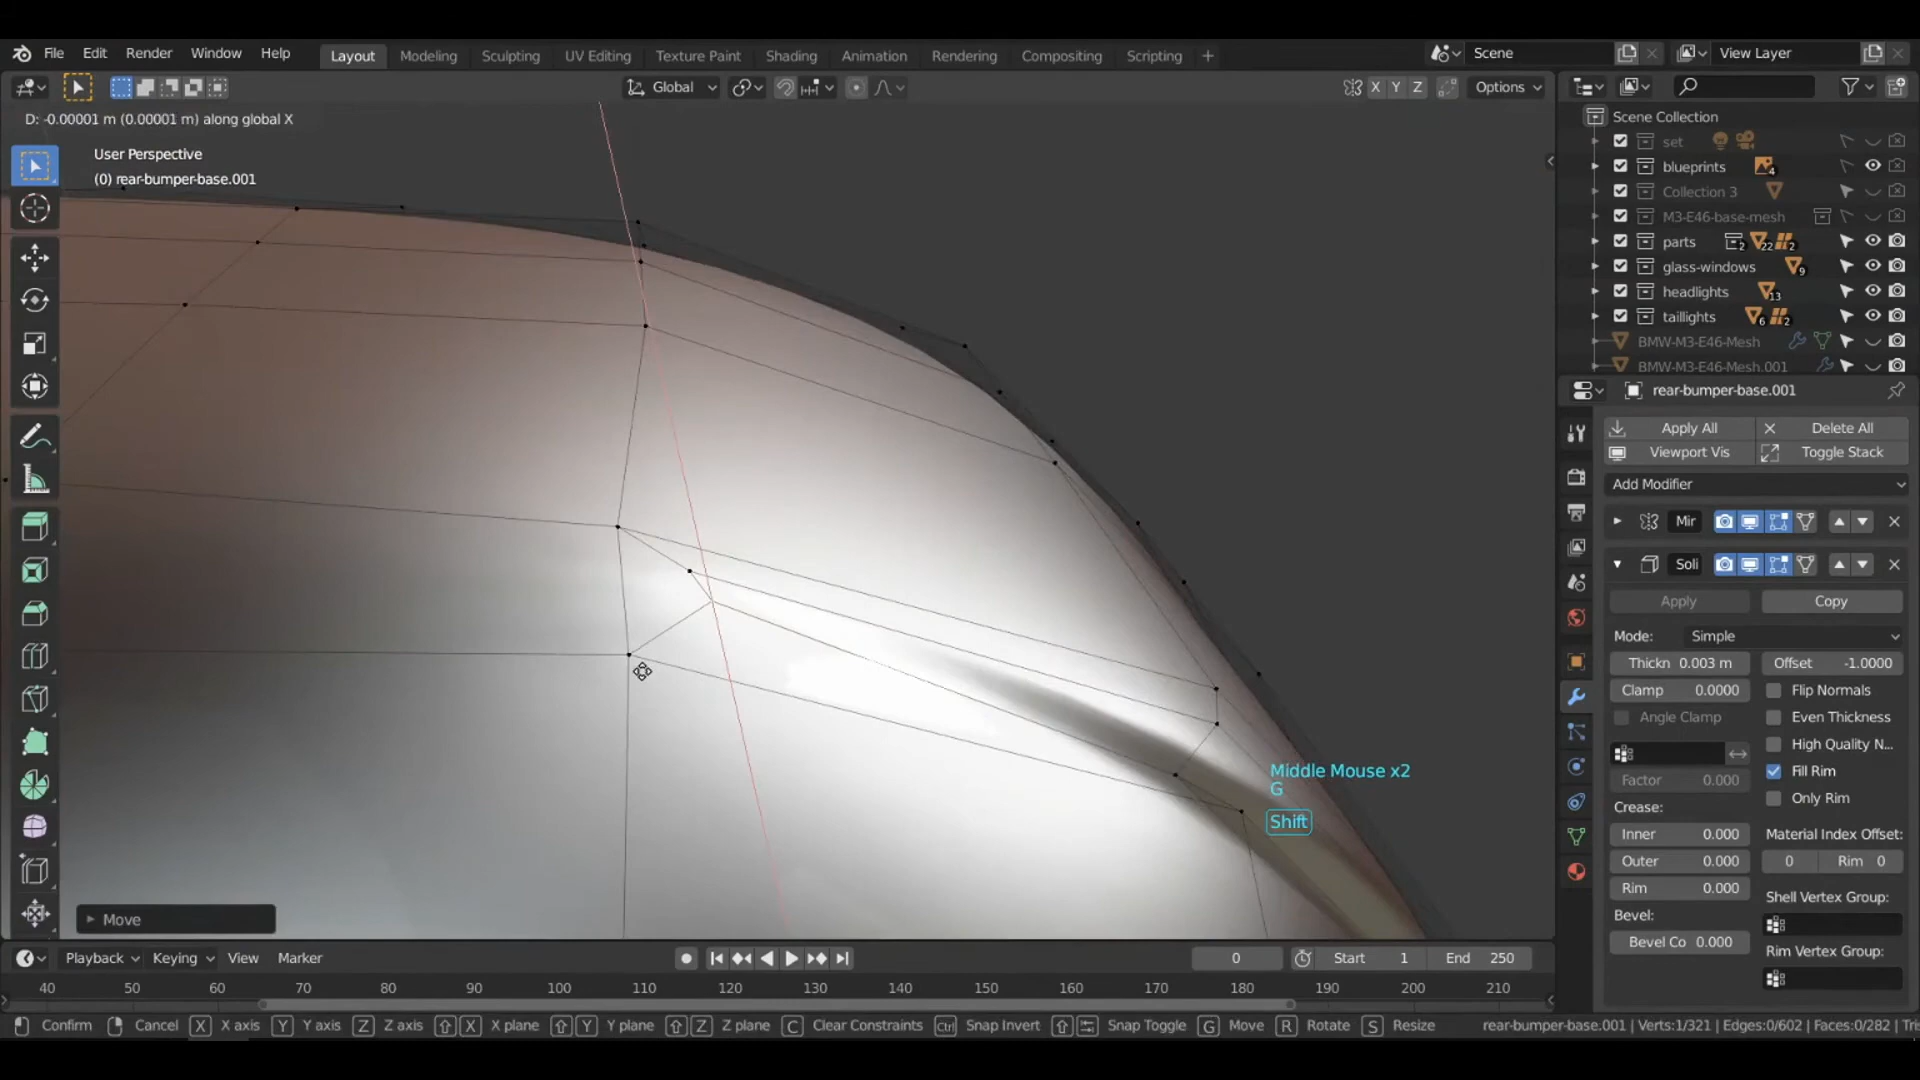 File Edit Render Window Help Layout Modeling Sculpting UV Editing Texture Paint Shading Animation Rendering Compositing Scripting + Scene View Layer
Global X Y Z Options
D: -0.00001 m (0.00001 m) along global X
User Perspective
(0) rear-bumper-base.001
Scene Collection
set
blueprints 4
Collection 3
M3-E46-base-mesh
parts 2 22 2
glass-windows 9
headlights 13
taillights 6 2
BMW-M3-E46-Mesh
BMW-M3-E46-Mesh.001
rear-bumper-base.001
Apply All Delete All
Viewport Vis Toggle Stack
Add Modifier
Mir
Soli
Apply Copy
Mode: Simple
Thickn 0.003 m Offset -1.0000
Clamp 0.0000 Flip Normals
Angle Clamp Even Thickness
High Quality N...
Factor 0.000 Fill Rim
Crease: Only Rim
Inner 0.000 Material Index Offset:
Outer 0.000 0 Rim 0
Rim 0.000 Shell Vertex Group:
Bevel:
Bevel Co 0.000 Rim Vertex Group:
Middle Mouse x2
G
Shift
Move
Playback Keying View Marker 0 Start 1 End 250
40 50 60 70 80 90 100 110 120 130 140 150 160 170 180 190 200 210
Confirm Cancel X X axis Y Y axis Z Z axis X X plane Y Y plane Z Z plane C Clear Constraints Ctrl Snap Invert Snap Toggle G Move R Rotate S Resize rear-bumper-base.001 | Verts:1/321 | Edges:0/602 | Faces:0/282 | Tris